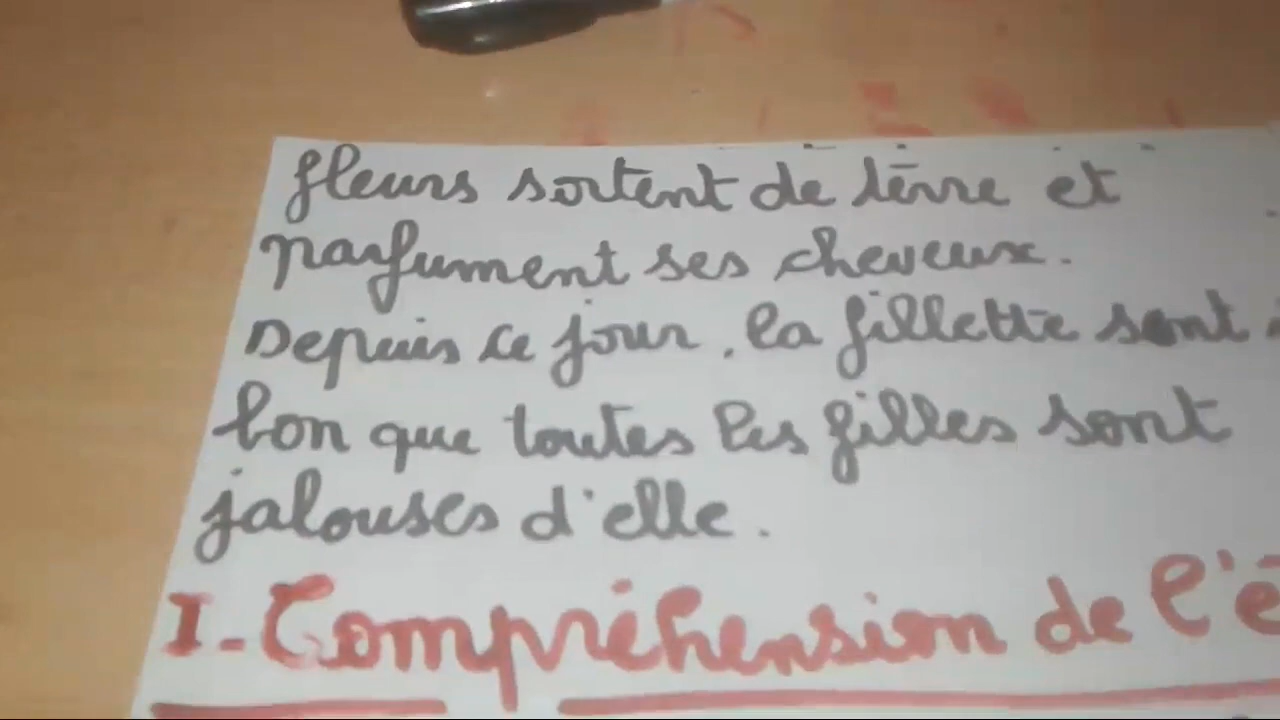 fleurs sortent de terre et
parfument ses cheveux.
Depuis ce jour, la fillette sent
bon que toutes les filles sont
jalouses d'elle.
I - Compréhension de l'é